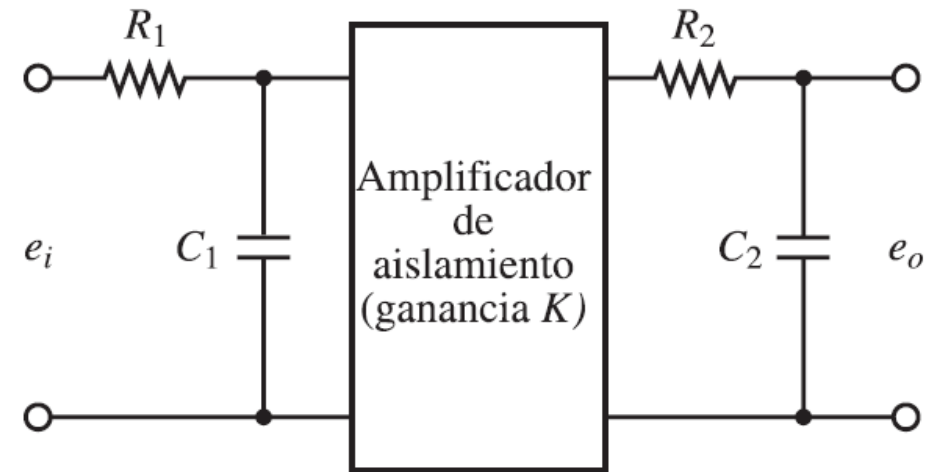 R₁
R₂
Amplificador
de
aislamiento
(ganancia K)
eᵢ
C₁
C₂
eₒ